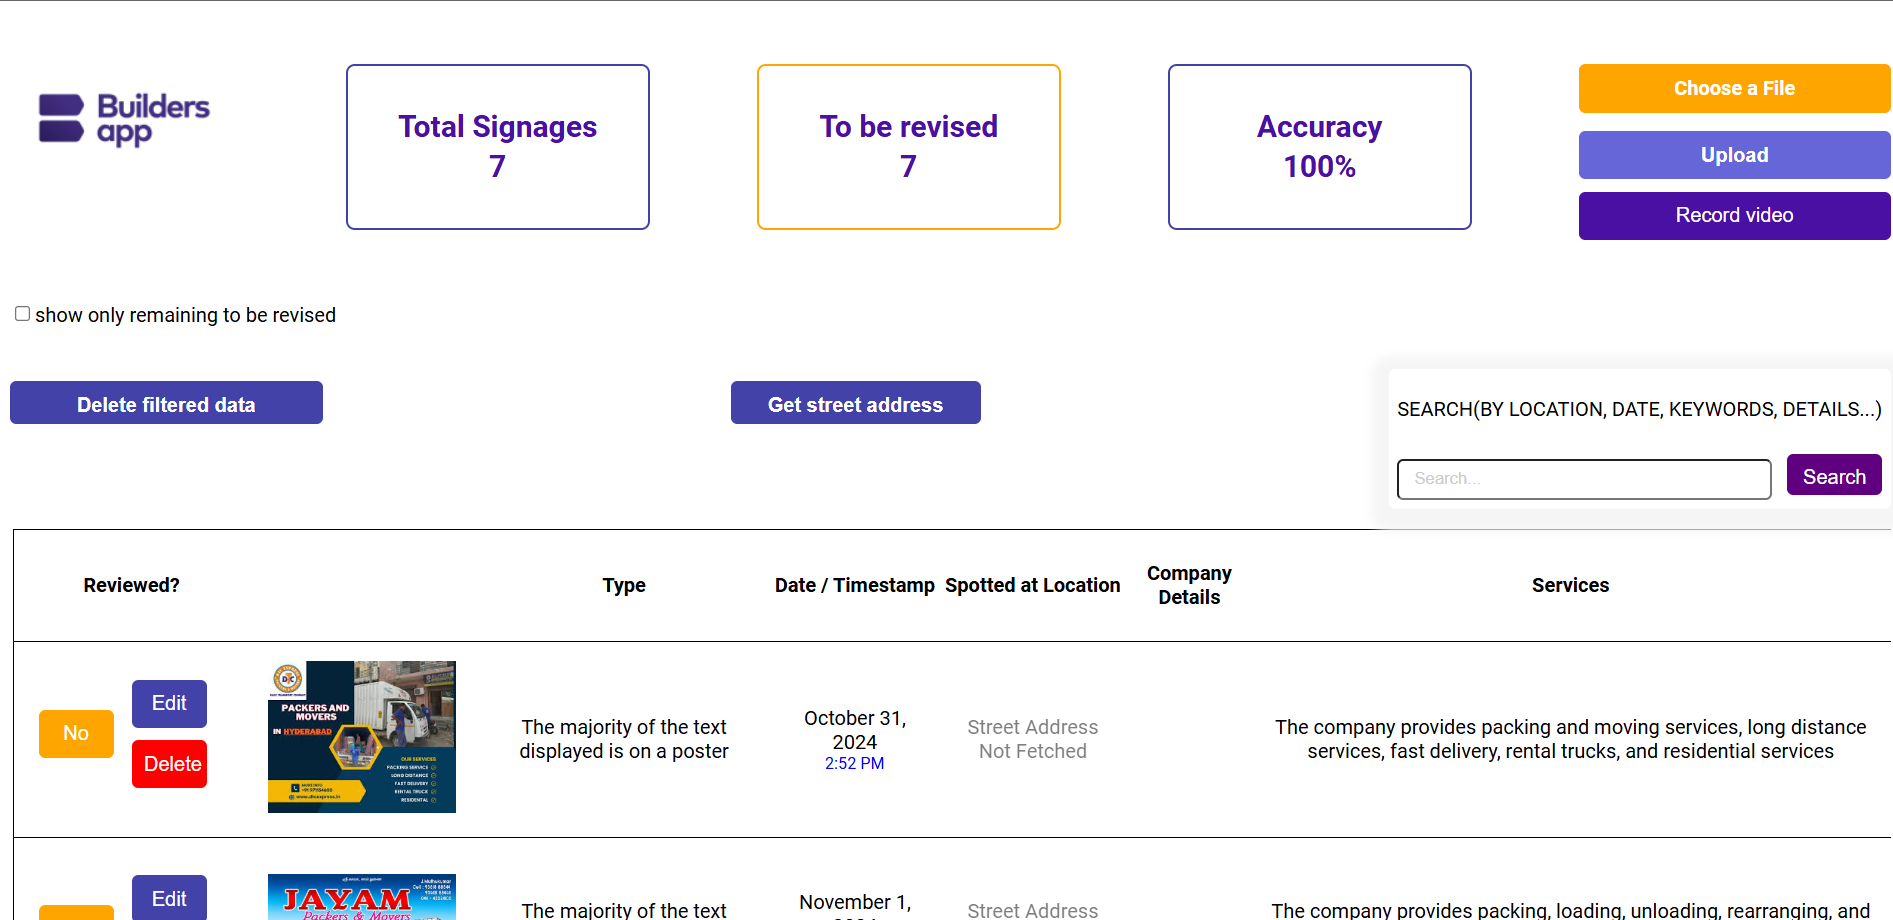 Builders
app
Total Signages
7
To be revised
7
Accuracy
100%
Choose a File
Upload
Record video
show only remaining to be revised
Delete filtered data
Get street address
SEARCH(BY LOCATION, DATE, KEYWORDS, DETAILS...)
Search...
Search
Reviewed?
Type
Date / Timestamp
Spotted at Location
Company
Details
Services
No
Edit
Delete
PACKERS AND
MOVERS
IN HYDERABAD
OUR SERVICES
PACKING SERVICE
LONG DISTANCE
FAST DELIVERY
RENTAL TRUCK
RESIDENTIAL
The majority of the text
displayed is on a poster
October 31,
2024
2:52 PM
Street Address
Not Fetched
The company provides packing and moving services, long distance
services, fast delivery, rental trucks, and residential services
Edit
JAYAM
Packers & Movers
The majority of the text
November 1,
Street Address
The company provides packing, loading, unloading, rearranging, and